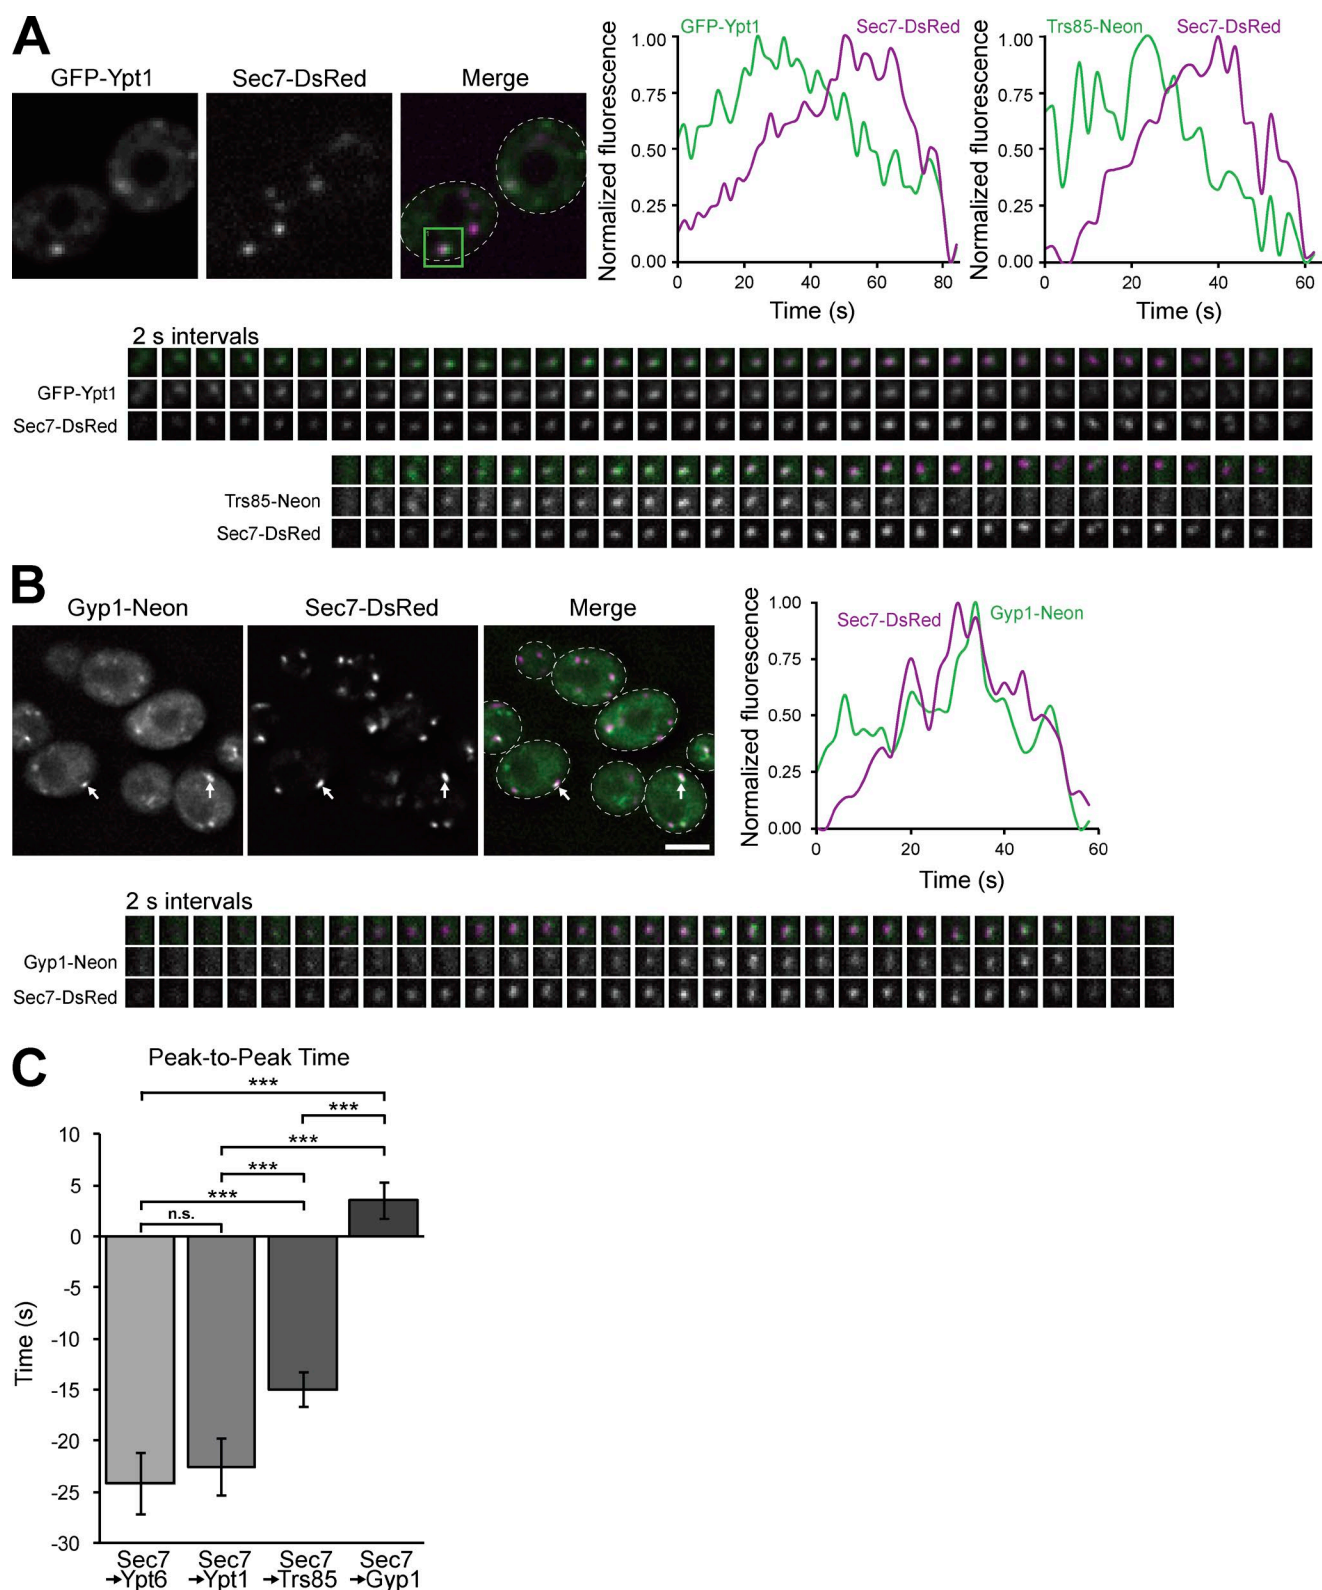 A
GFP-Ypt1
Sec7-DsRed
Merge
GFP-Ypt1
Sec7-DsRed
Normalized fluorescence
1.00
0.75
0.50
0.25
0.00
0
20
40
60
80
Time (s)
Trs85-Neon
Sec7-DsRed
Normalized fluorescence
1.00
0.75
0.50
0.25
0.00
0
20
40
60
Time (s)
2 s intervals
GFP-Ypt1
Sec7-DsRed
Trs85-Neon
Sec7-DsRed
B
Gyp1-Neon
Sec7-DsRed
Merge
Sec7-DsRed
Gyp1-Neon
Normalized fluorescence
1.00
0.75
0.50
0.25
0.00
0
20
40
60
Time (s)
2 s intervals
Gyp1-Neon
Sec7-DsRed
C
Peak-to-Peak Time
***
***
***
***
***
n.s.
Time (s)
10
5
0
-5
-10
-15
-20
-25
-30
Sec7
→Ypt6
Sec7
→Ypt1
Sec7
→Trs85
Sec7
→Gyp1